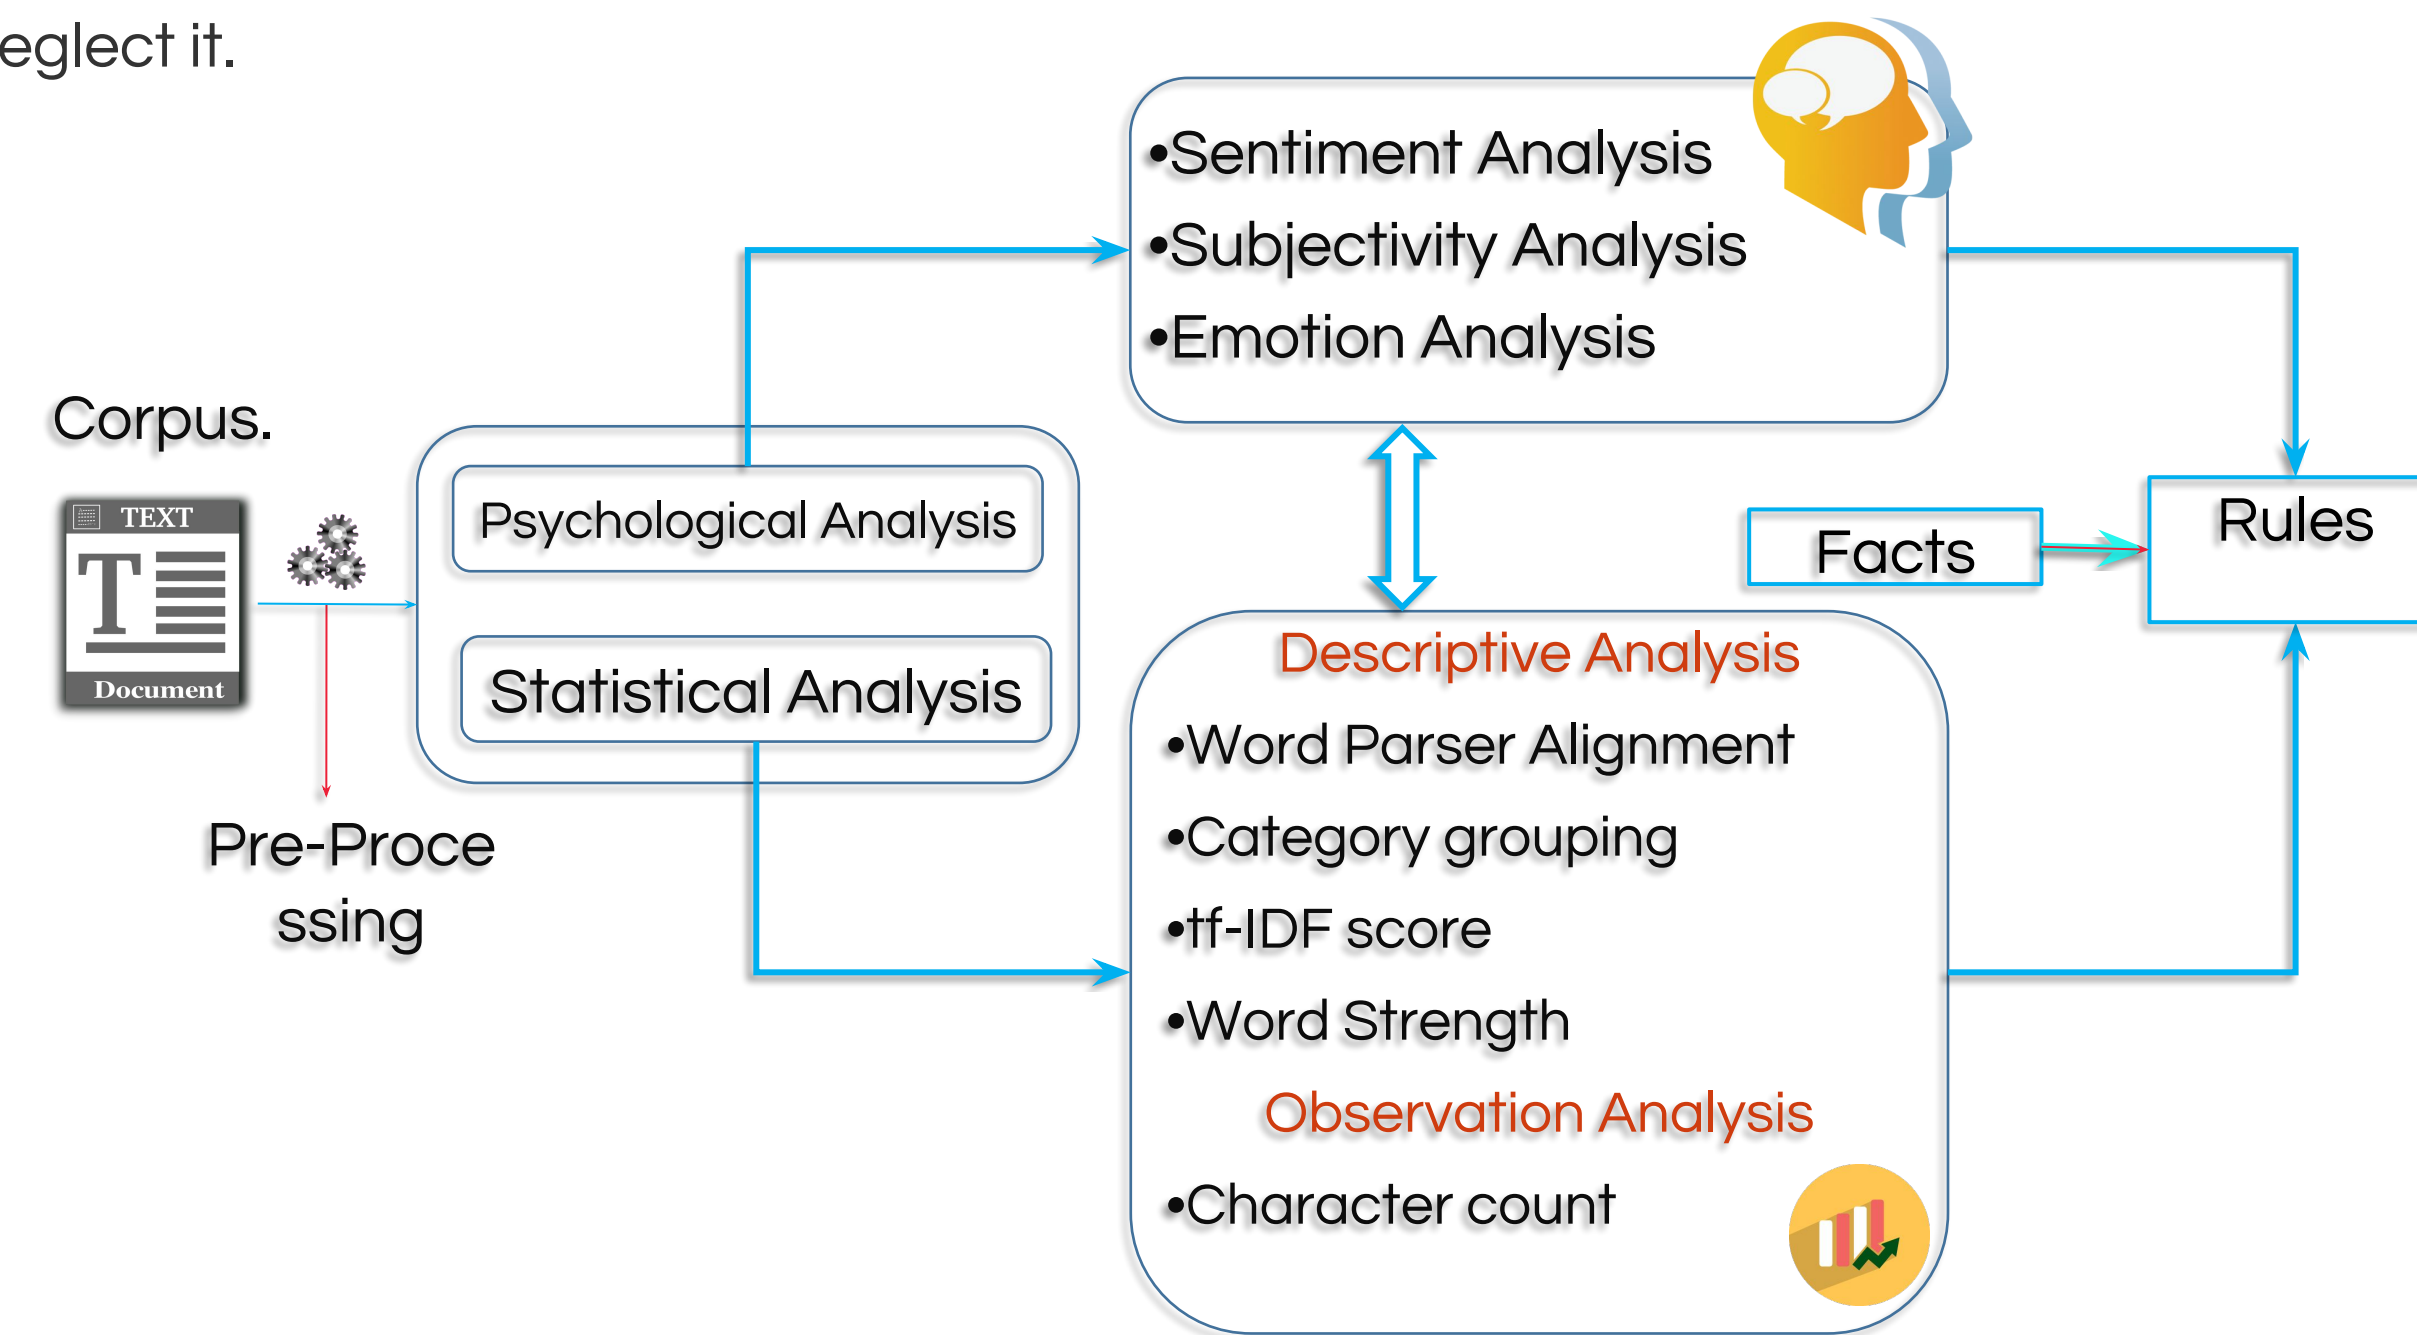 eglect it.
•Sentiment Analysis
•Subjectivity Analysis
•Emotion Analysis
Corpus.
TEXT
T
Document
Psychological Analysis
Statistical Analysis
Pre-Proce
ssing
Facts
Rules
Descriptive Analysis
•Word Parser Alignment
•Category grouping
•tf-IDF score
•Word Strength
Observation Analysis
•Character count